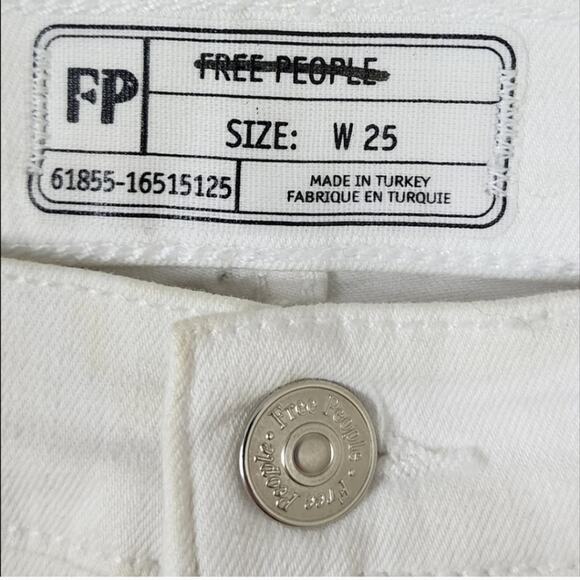 FP
FREE PEOPLE
SIZE: W 25
61855-16515125
MADE IN TURKEY
FABRIQUE EN TURQUIE
Free People · Free People ·